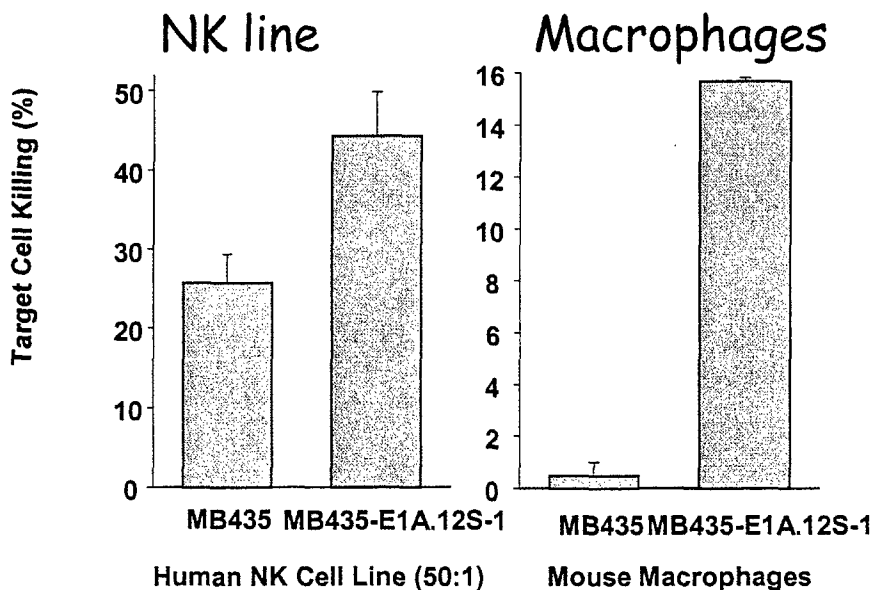 NK line
Macrophages
Target Cell Killing (%)
50
40
30
20
10
0
16
14
12
10
8
6
4
2
0
MB435 MB435-E1A.12S-1
MB435 MB435-E1A.12S-1
Human NK Cell Line (50:1)
Mouse Macrophages